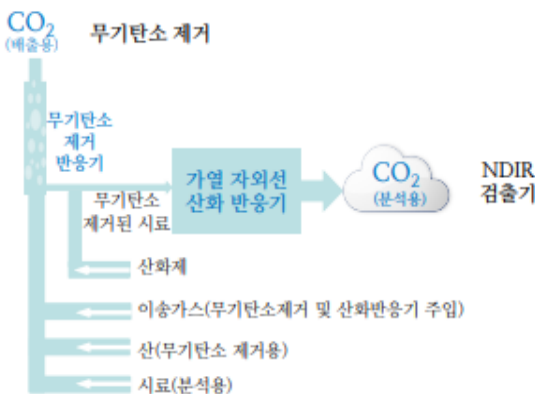 CO2
(배출용)
무기탄소 제거
무기탄소
제거
반응기
가열 자외선
산화 반응기
CO2
(분석용)
NDIR
검출기
무기탄소
제거된 시료
산화재
이송가스(무기탄소제거 및 산화반응기 주입)
산(무기탄소 제거용)
시료(분석용)